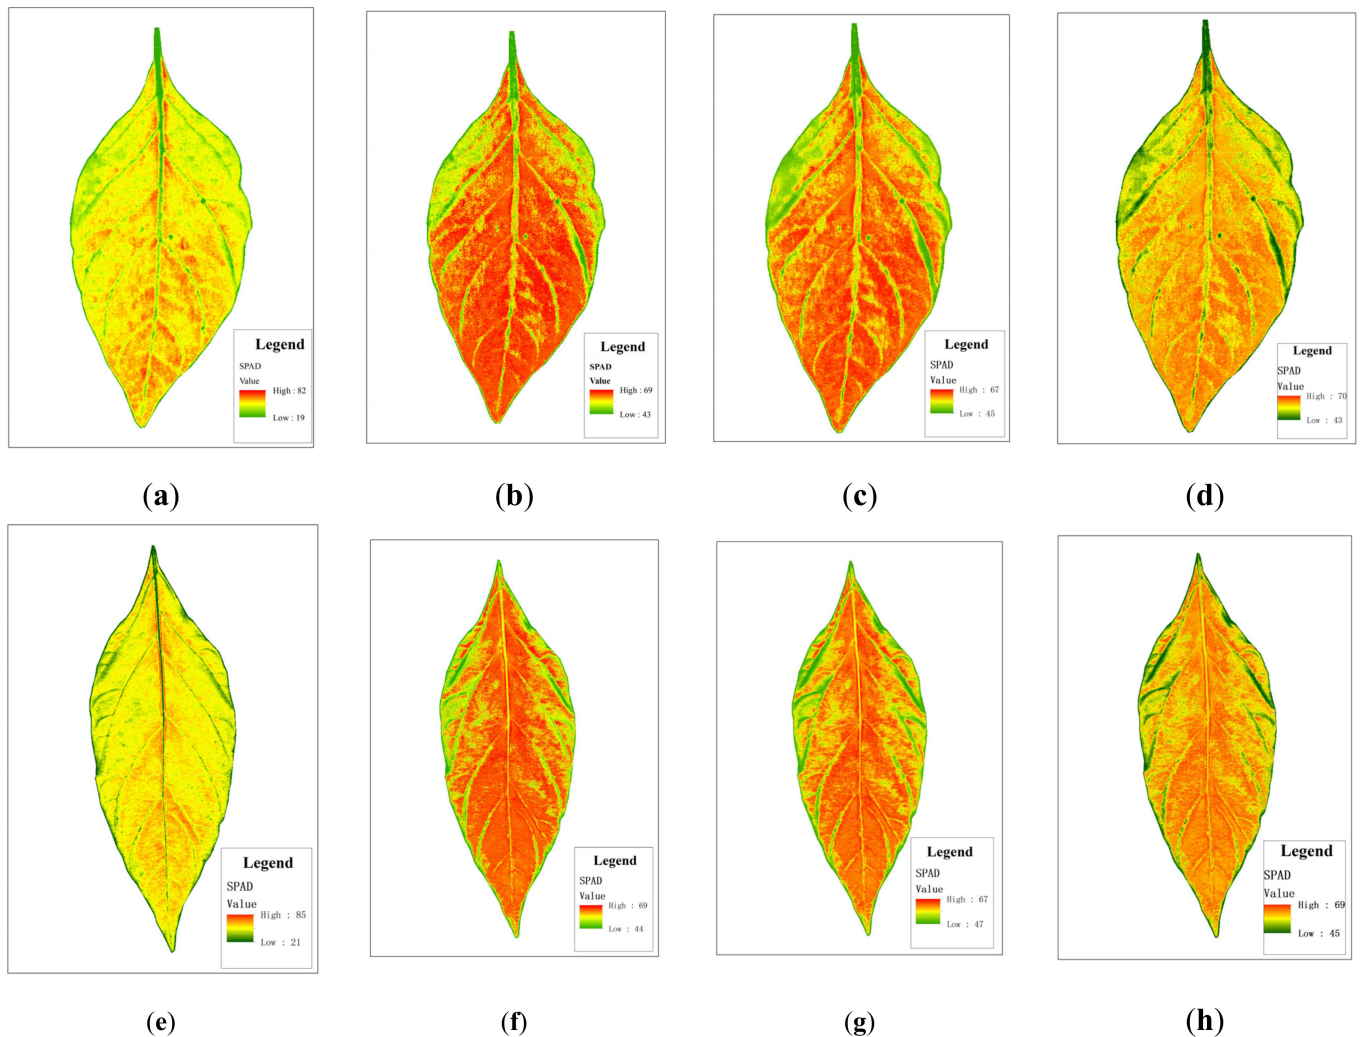 Legend
SPAD
Value
High : 82
Low : 19
Legend
SPAD
Value
High : 69
Low : 43
Legend
SPAD
Value
High : 67
Low : 45
Legend
SPAD
Value
High : 70
Low : 43
(a)
(b)
(c)
(d)
Legend
SPAD
Value
High : 85
Low : 21
Legend
SPAD
Value
High : 69
Low : 44
Legend
SPAD
Value
High : 67
Low : 47
Legend
SPAD
Value
High : 69
Low : 45
(e)
(f)
(g)
(h)